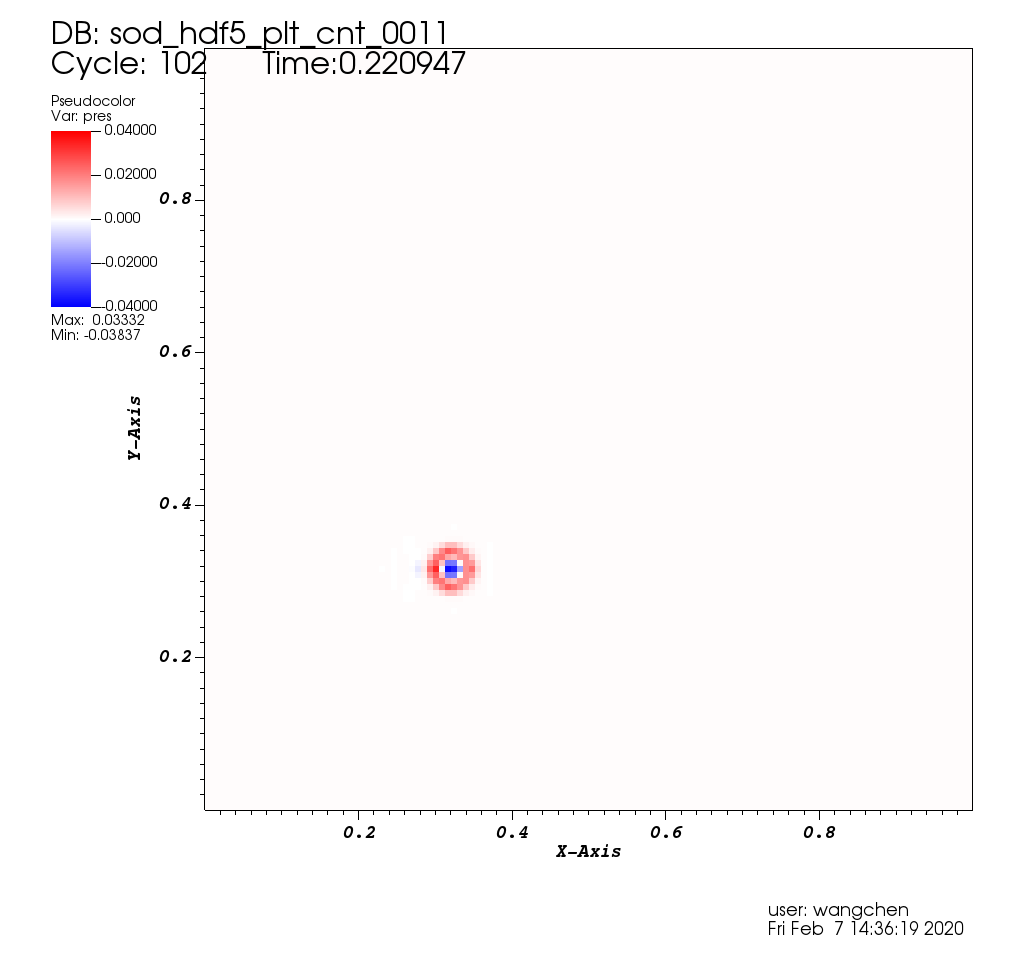 DB: sod_hdf5_plt_cnt_0011
Cycle: 102 Time:0.220947
Pseudocolor
Var: pres
0.04000
0.02000
0.000
-0.02000
-0.04000
Max: 0.03332
Min: -0.03837
0.8
0.6
0.4
0.2
Y-Axis
0.2 0.4 0.6 0.8
X-Axis
user: wangchen
Fri Feb 7 14:36:19 2020